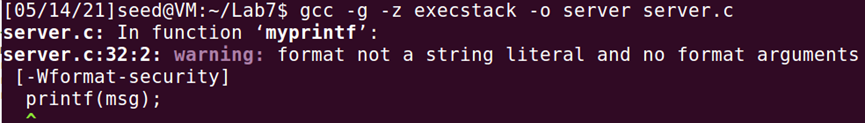 [05/14/21]seed@VM:~/Lab7$ gcc -g -z execstack -o server server.c
server.c: In function ‘myprintf’:
server.c:32:2: warning: format not a string literal and no format arguments
[-Wformat-security]
printf(msg);
^